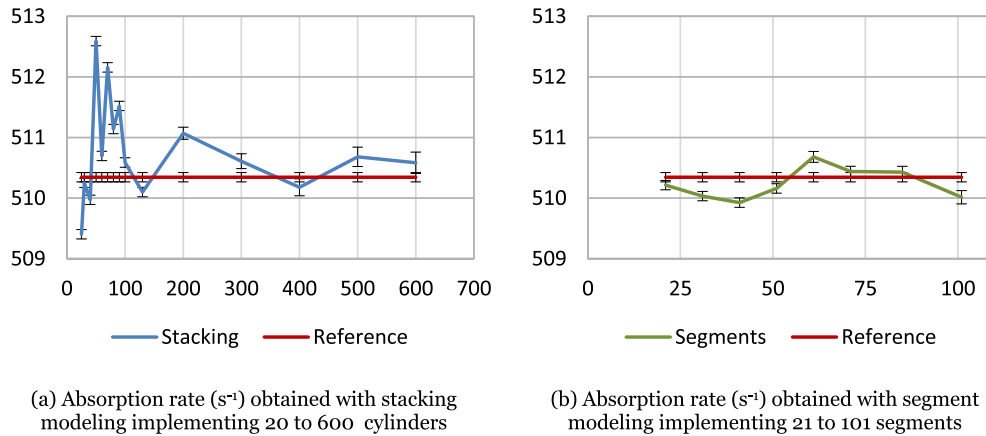 513
512
511
510
509
0 100 200 300 400 500 600 700
Stacking Reference
(a) Absorption rate (s⁻¹) obtained with stacking
modeling implementing 20 to 600 cylinders
513
512
511
510
509
0 25 50 75 100
Segments Reference
(b) Absorption rate (s⁻¹) obtained with segment
modeling implementing 21 to 101 segments